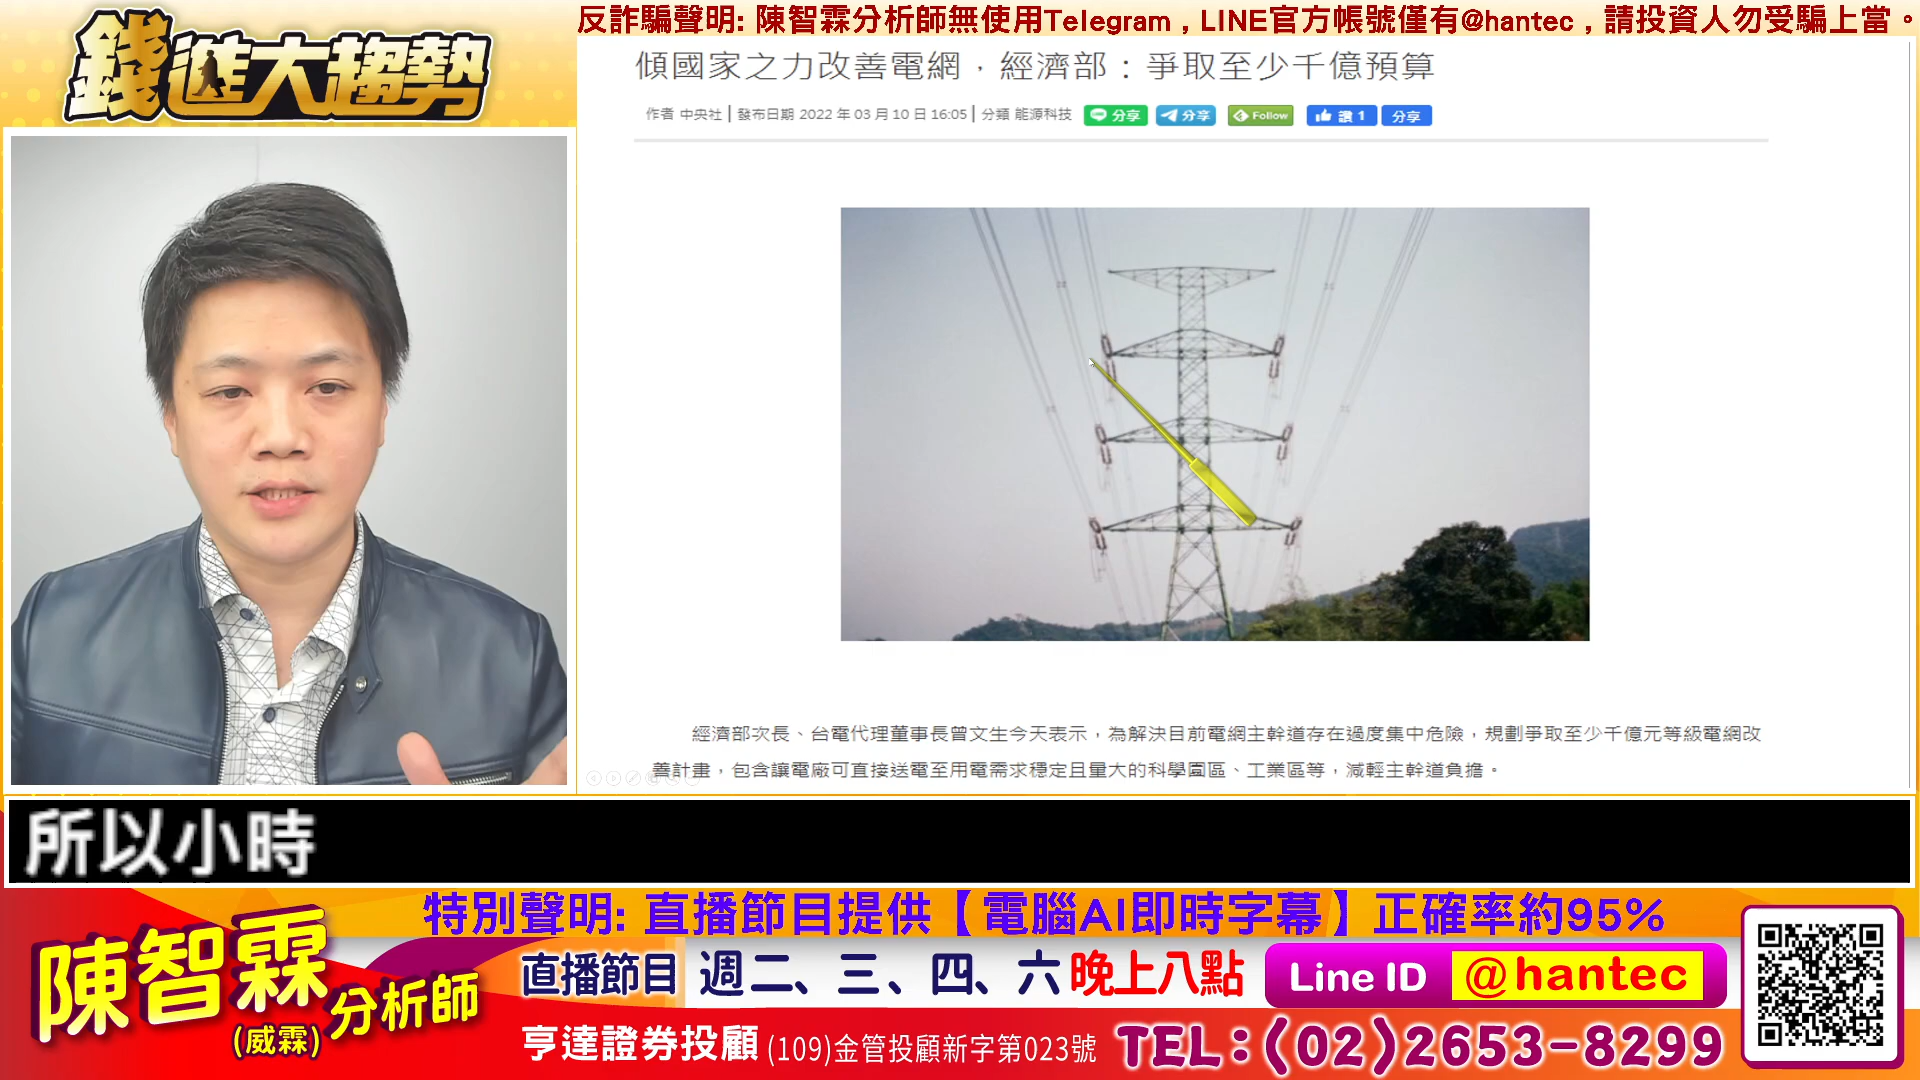 反詐騙聲明: 陳智霖分析師無使用Telegram , LINE官方帳號僅有@hantec , 請投資人勿受騙上當。
錢進大趨勢
傾國家之力改善電網，經濟部：爭取至少千億預算
作者 中央社 | 發布日期 2022 年 03 月 10 日 16:05 | 分類 能源科技 分享 分享 Follow 讚 1 分享
經濟部次長、台電代理董事長曾文生今天表示，為解決目前電網主幹道存在過度集中危險，規劃爭取至少千億元等級電網改
善計畫，包含讓電廠可直接送電至用電需求穩定且量大的科學園區、工業區等，減輕主幹道負擔。
所以小時
特別聲明: 直播節目提供【電腦AI即時字幕】正確率約95%
陳智霖分析師
(威霖)
直播節目 週二、三、四、六 晚上八點 Line ID @hantec
亨達證券投顧 (109)金管投顧新字第023號 TEL:(02)2653-8299